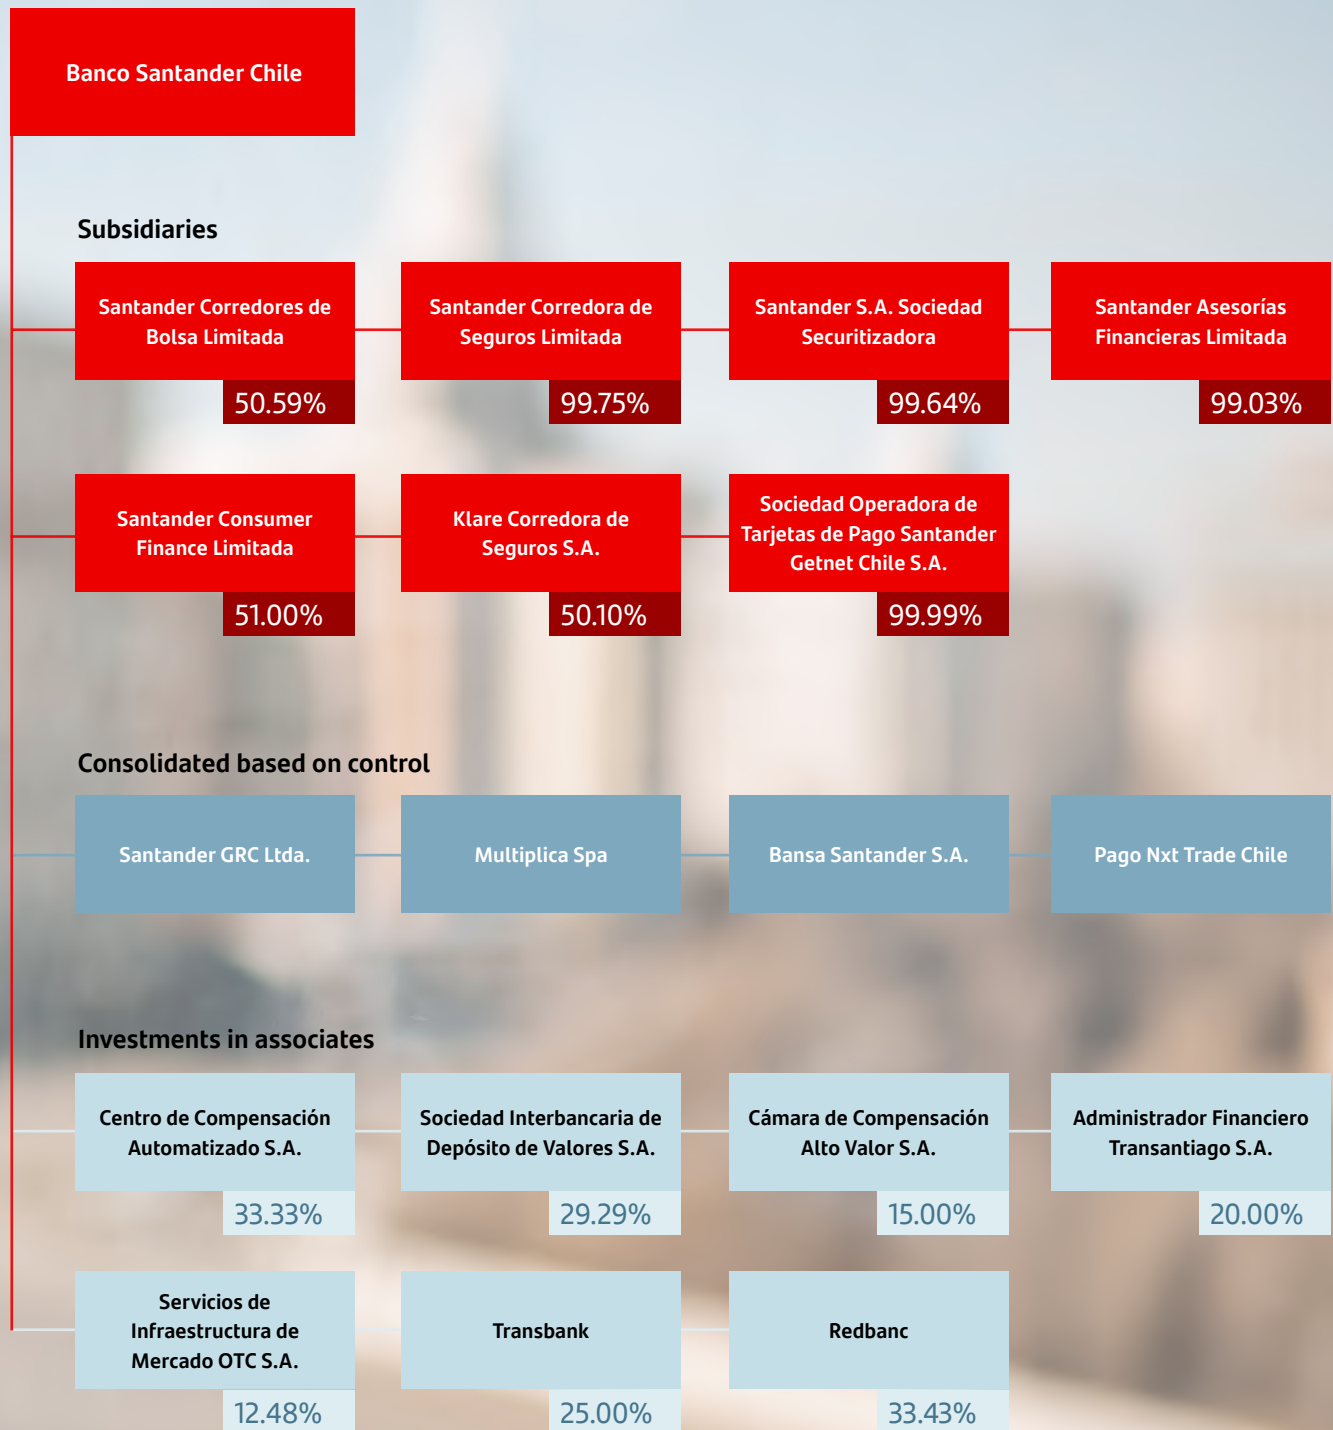 Banco Santander Chile
Subsidiaries
Santander Corredores de
Bolsa Limitada
50.59%
Santander Corredora de
Seguros Limitada
99.75%
Santander S.A. Sociedad
Securitizadora
99.64%
Santander Asesorías
Financieras Limitada
99.03%
Santander Consumer
Finance Limitada
51.00%
Klare Corredora de
Seguros S.A.
50.10%
Sociedad Operadora de
Tarjetas de Pago Santander
Getnet Chile S.A.
99.99%
Consolidated based on control
Santander GRC Ltda.
Multiplica Spa
Bansa Santander S.A.
Pago Nxt Trade Chile
Investments in associates
Centro de Compensación
Automatizado S.A.
33.33%
Sociedad Interbancaria de
Depósito de Valores S.A.
29.29%
Cámara de Compensación
Alto Valor S.A.
15.00%
Administrador Financiero
Transantiago S.A.
20.00%
Servicios de
Infraestructura de
Mercado OTC S.A.
12.48%
Transbank
25.00%
Redbanc
33.43%